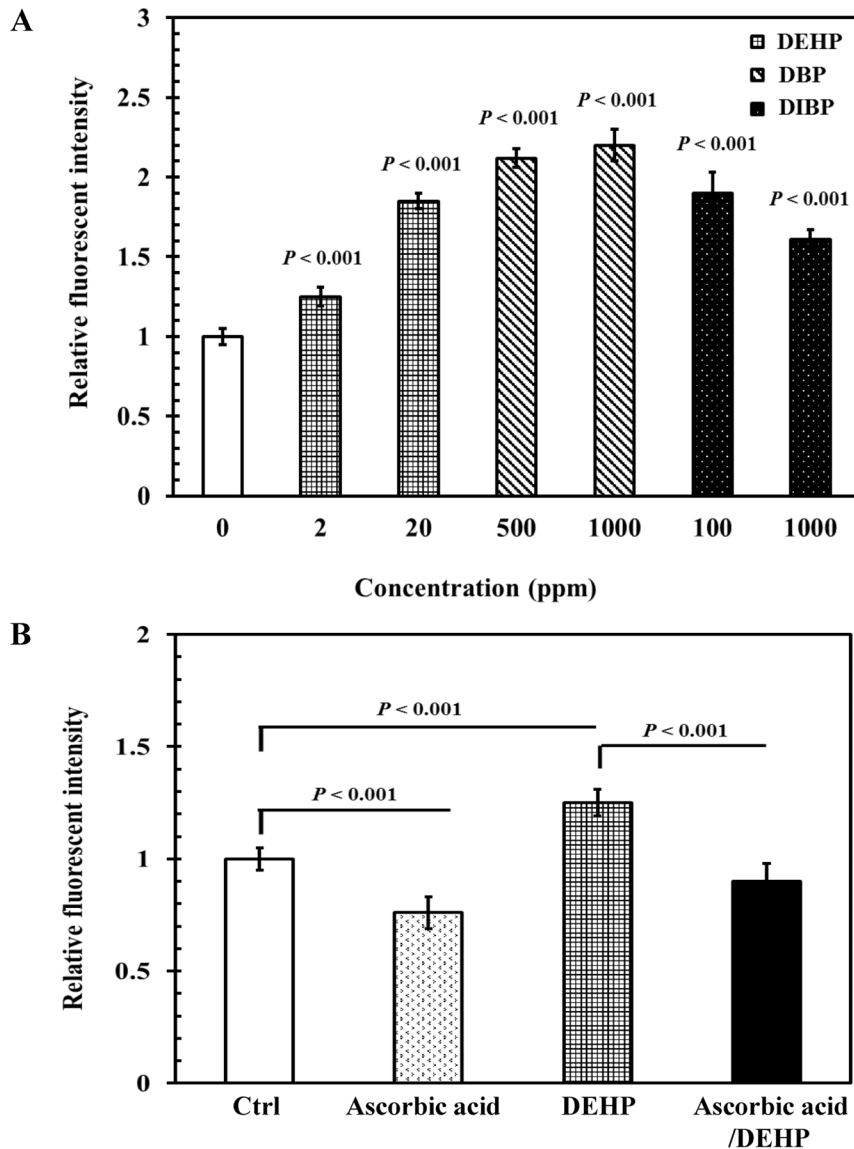 A
3
2.5
2
1.5
1
0.5
0
Relative fluorescent intensity
DEHP
DBP
DIBP
P < 0.001
P < 0.001
P < 0.001
P < 0.001
P < 0.001
P < 0.001
0 2 20 500 1000 100 1000
Concentration (ppm)
B
2
1.5
1
0.5
0
Relative fluorescent intensity
P < 0.001
P < 0.001
P < 0.001
Ctrl Ascorbic acid DEHP Ascorbic acid
/DEHP